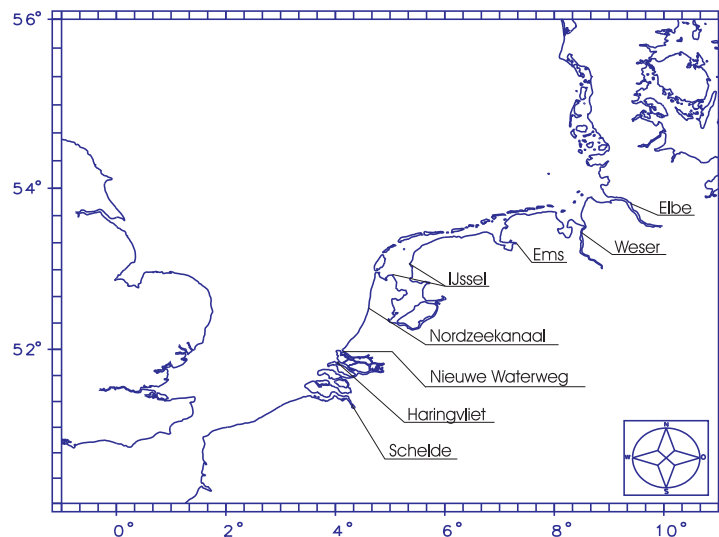 56°
54°
Elbe
Weser
Ems
IJssel
Nordzeekanaal
52°
Nieuwe Waterweg
Haringvliet
Schelde
N
W
O
S
0°
2°
4°
6°
8°
10°